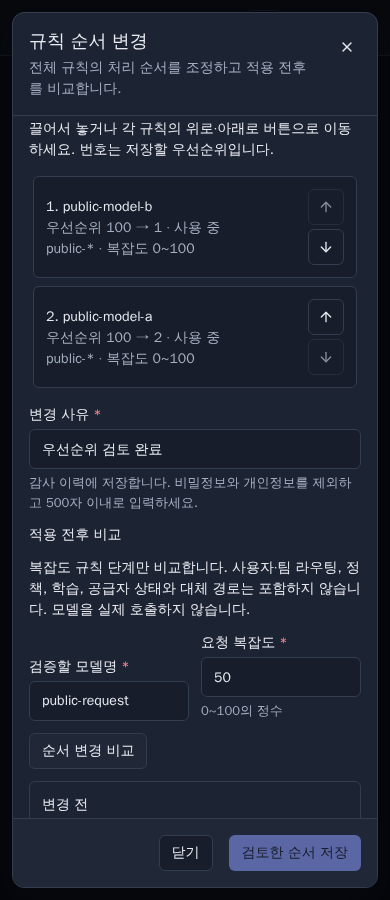 규칙 순서 변경
전체 규칙의 처리 순서를 조정하고 적용 전후
를 비교합니다.
끌어서 놓거나 각 규칙의 위로·아래로 버튼으로 이동
하세요. 번호는 저장할 우선순위입니다.
1. public-model-b
우선순위 100 → 1 · 사용 중
public-* · 복잡도 0~100
2. public-model-a
우선순위 100 → 2 · 사용 중
public-* · 복잡도 0~100
변경 사유 *
우선순위 검토 완료
감사 이력에 저장합니다. 비밀정보와 개인정보를 제외하
고 500자 이내로 입력하세요.
적용 전후 비교
복잡도 규칙 단계만 비교합니다. 사용자·팀 라우팅, 정
책, 학습, 공급자 상태와 대체 경로는 포함하지 않습니
다. 모델을 실제 호출하지 않습니다.
검증할 모델명 *
public-request
요청 복잡도 *
50
0~100의 정수
순서 변경 비교
변경 전
닫기
검토한 순서 저장